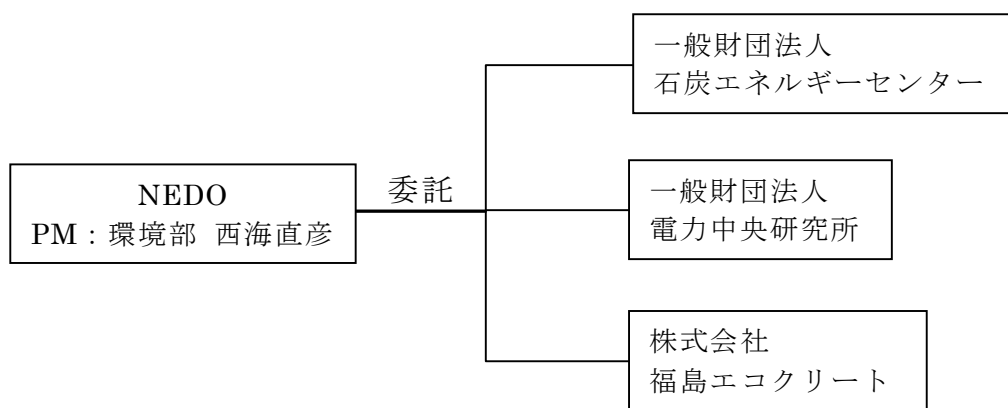 一般財団法人
石炭エネルギーセンター
NEDO
PM：環境部 西海直彦
委託
一般財団法人
電力中央研究所
株式会社
福島エコクリート